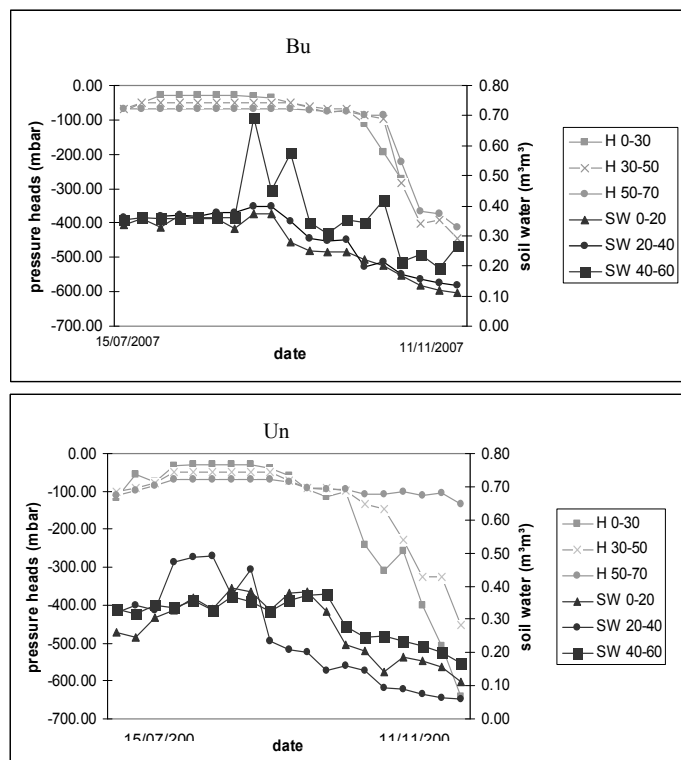 Bu
0.00
-100.00
-200.00
-300.00
-400.00
-500.00
-600.00
-700.00
pressure heads (mbar)
0.80
0.70
0.60
0.50
0.40
0.30
0.20
0.10
0.00
soil water (m³m³)
15/07/2007
11/11/2007
date
H 0-30
H 30-50
H 50-70
SW 0-20
SW 20-40
SW 40-60
Un
0.00
-100.00
-200.00
-300.00
-400.00
-500.00
-600.00
-700.00
pressure heads (mbar)
0.80
0.70
0.60
0.50
0.40
0.30
0.20
0.10
0.00
soil water (m³m³)
15/07/200
11/11/200
date
H 0-30
H 30-50
H 50-70
SW 0-20
SW 20-40
SW 40-60